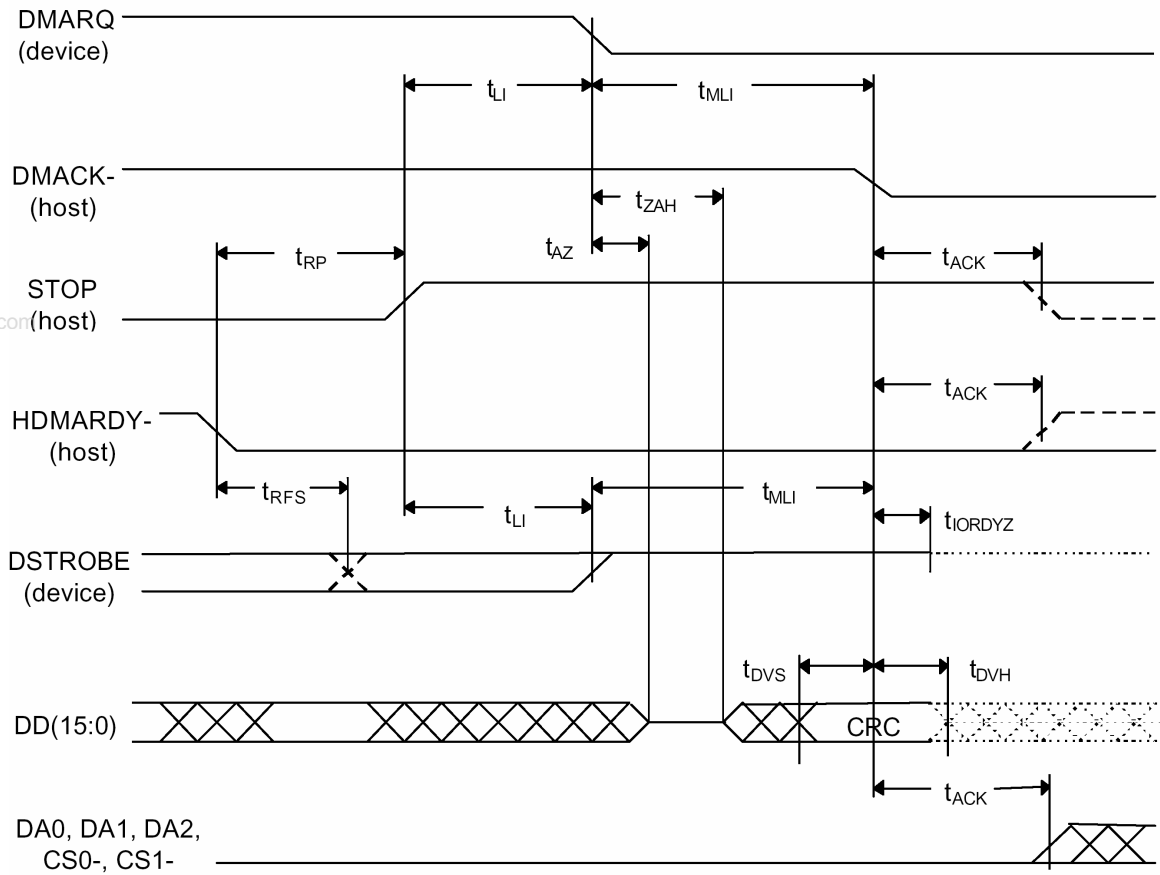 DMARQ
(device)
tLI
tMLI
DMACK-
(host)
tZAH
tAZ
tRP
tACK
STOP
(host)
com
tACK
HDMARDY-
(host)
tRFS
tMLI
tLI
tIORDYZ
DSTROBE
(device)
tDVS
tDVH
DD(15:0)
CRC
tACK
DA0, DA1, DA2,
CS0-, CS1-